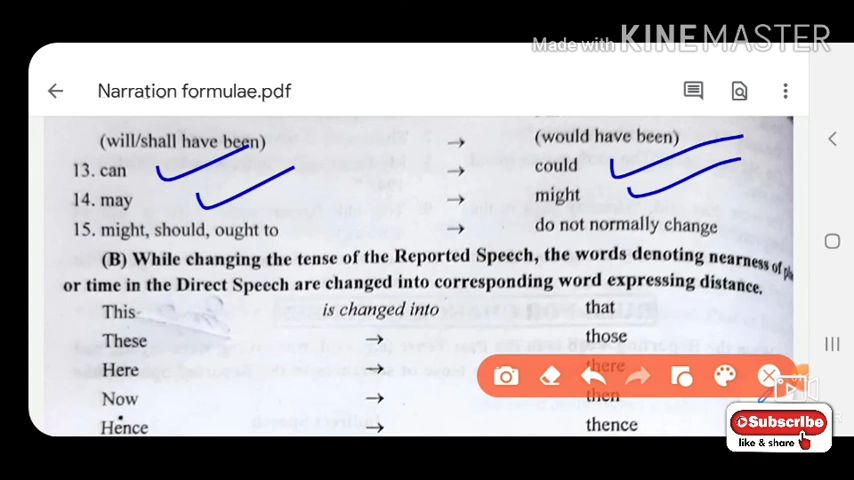 Made with KINEMASTER
Narration formulae.pdf
(will/shall have been) → (would have been)
13. can → could
14. may → might
15. might, should, ought to → do not normally change
(B) While changing the tense of the Reported Speech, the words denoting nearness of
or time in the Direct Speech are changed into corresponding word expressing distance.
This is changed into that
These → those
Here → there
Now → then
Hence → thence
Subscribe
like & share